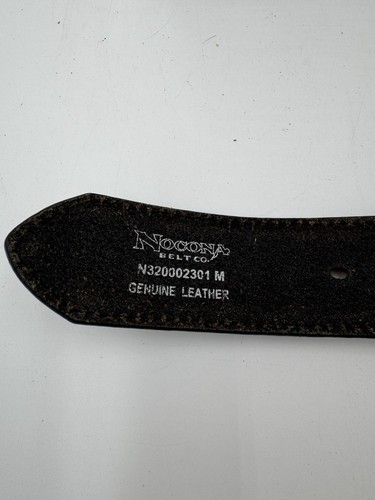 NOCONA
BELT CO.
N320002301 M
GENUINE LEATHER